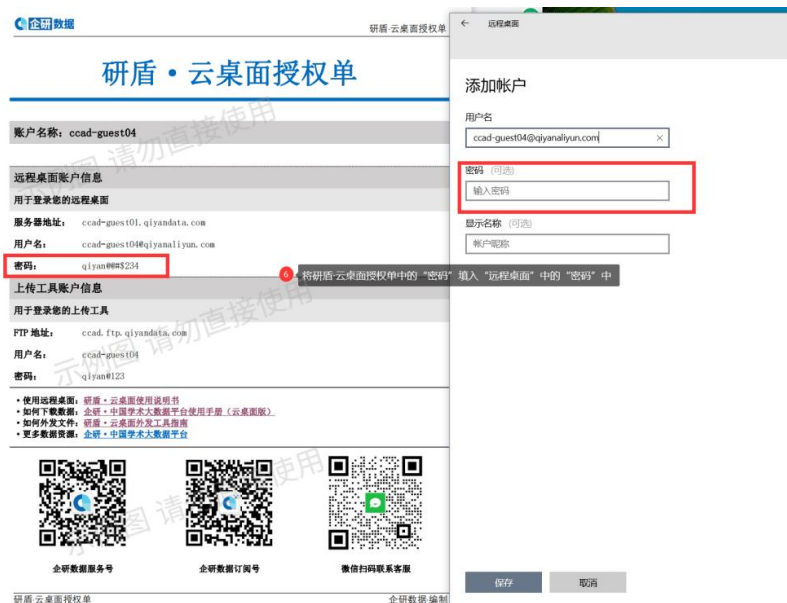 企研数据
研盾·云桌面授权单
研盾·云桌面授权单
账户名称：ccad-guest04
远程桌面账户信息
用于登录您的远程桌面
服务器地址： ccad-guest01.qiyandata.com
用户名： ccad-guest04@qiyanaliyun.com
密码： qiyan@@#$234
上传工具账户信息
用于登录您的上传工具
FTP 地址： ccad.ftp.qiyandata.com
用户名： ccad-guest04
密码： qiyan@123
·使用远程桌面：研盾·云桌面使用说明书
·如何下载数据：企研·中国学术大数据平台使用手册（云桌面版）
·如何外发文件：研盾·云桌面外发工具指南
·更多数据资源：企研·中国学术大数据平台
企研数据服务号
企研数据订阅号
微信扫码联系客服
研盾·云桌面授权单
企研数据·编制
示例图 请勿直接使用
示例图 请勿直接使用
示例图 请勿直接使用
← 远程桌面
添加帐户
用户名
ccad-guest04@qiyanaliyun.com ×
密码 (可选)
输入密码
显示名称 (可选)
帐户昵称
6 将研盾·云桌面授权单中的“密码”填入“远程桌面”中的“密码”中
保存
取消